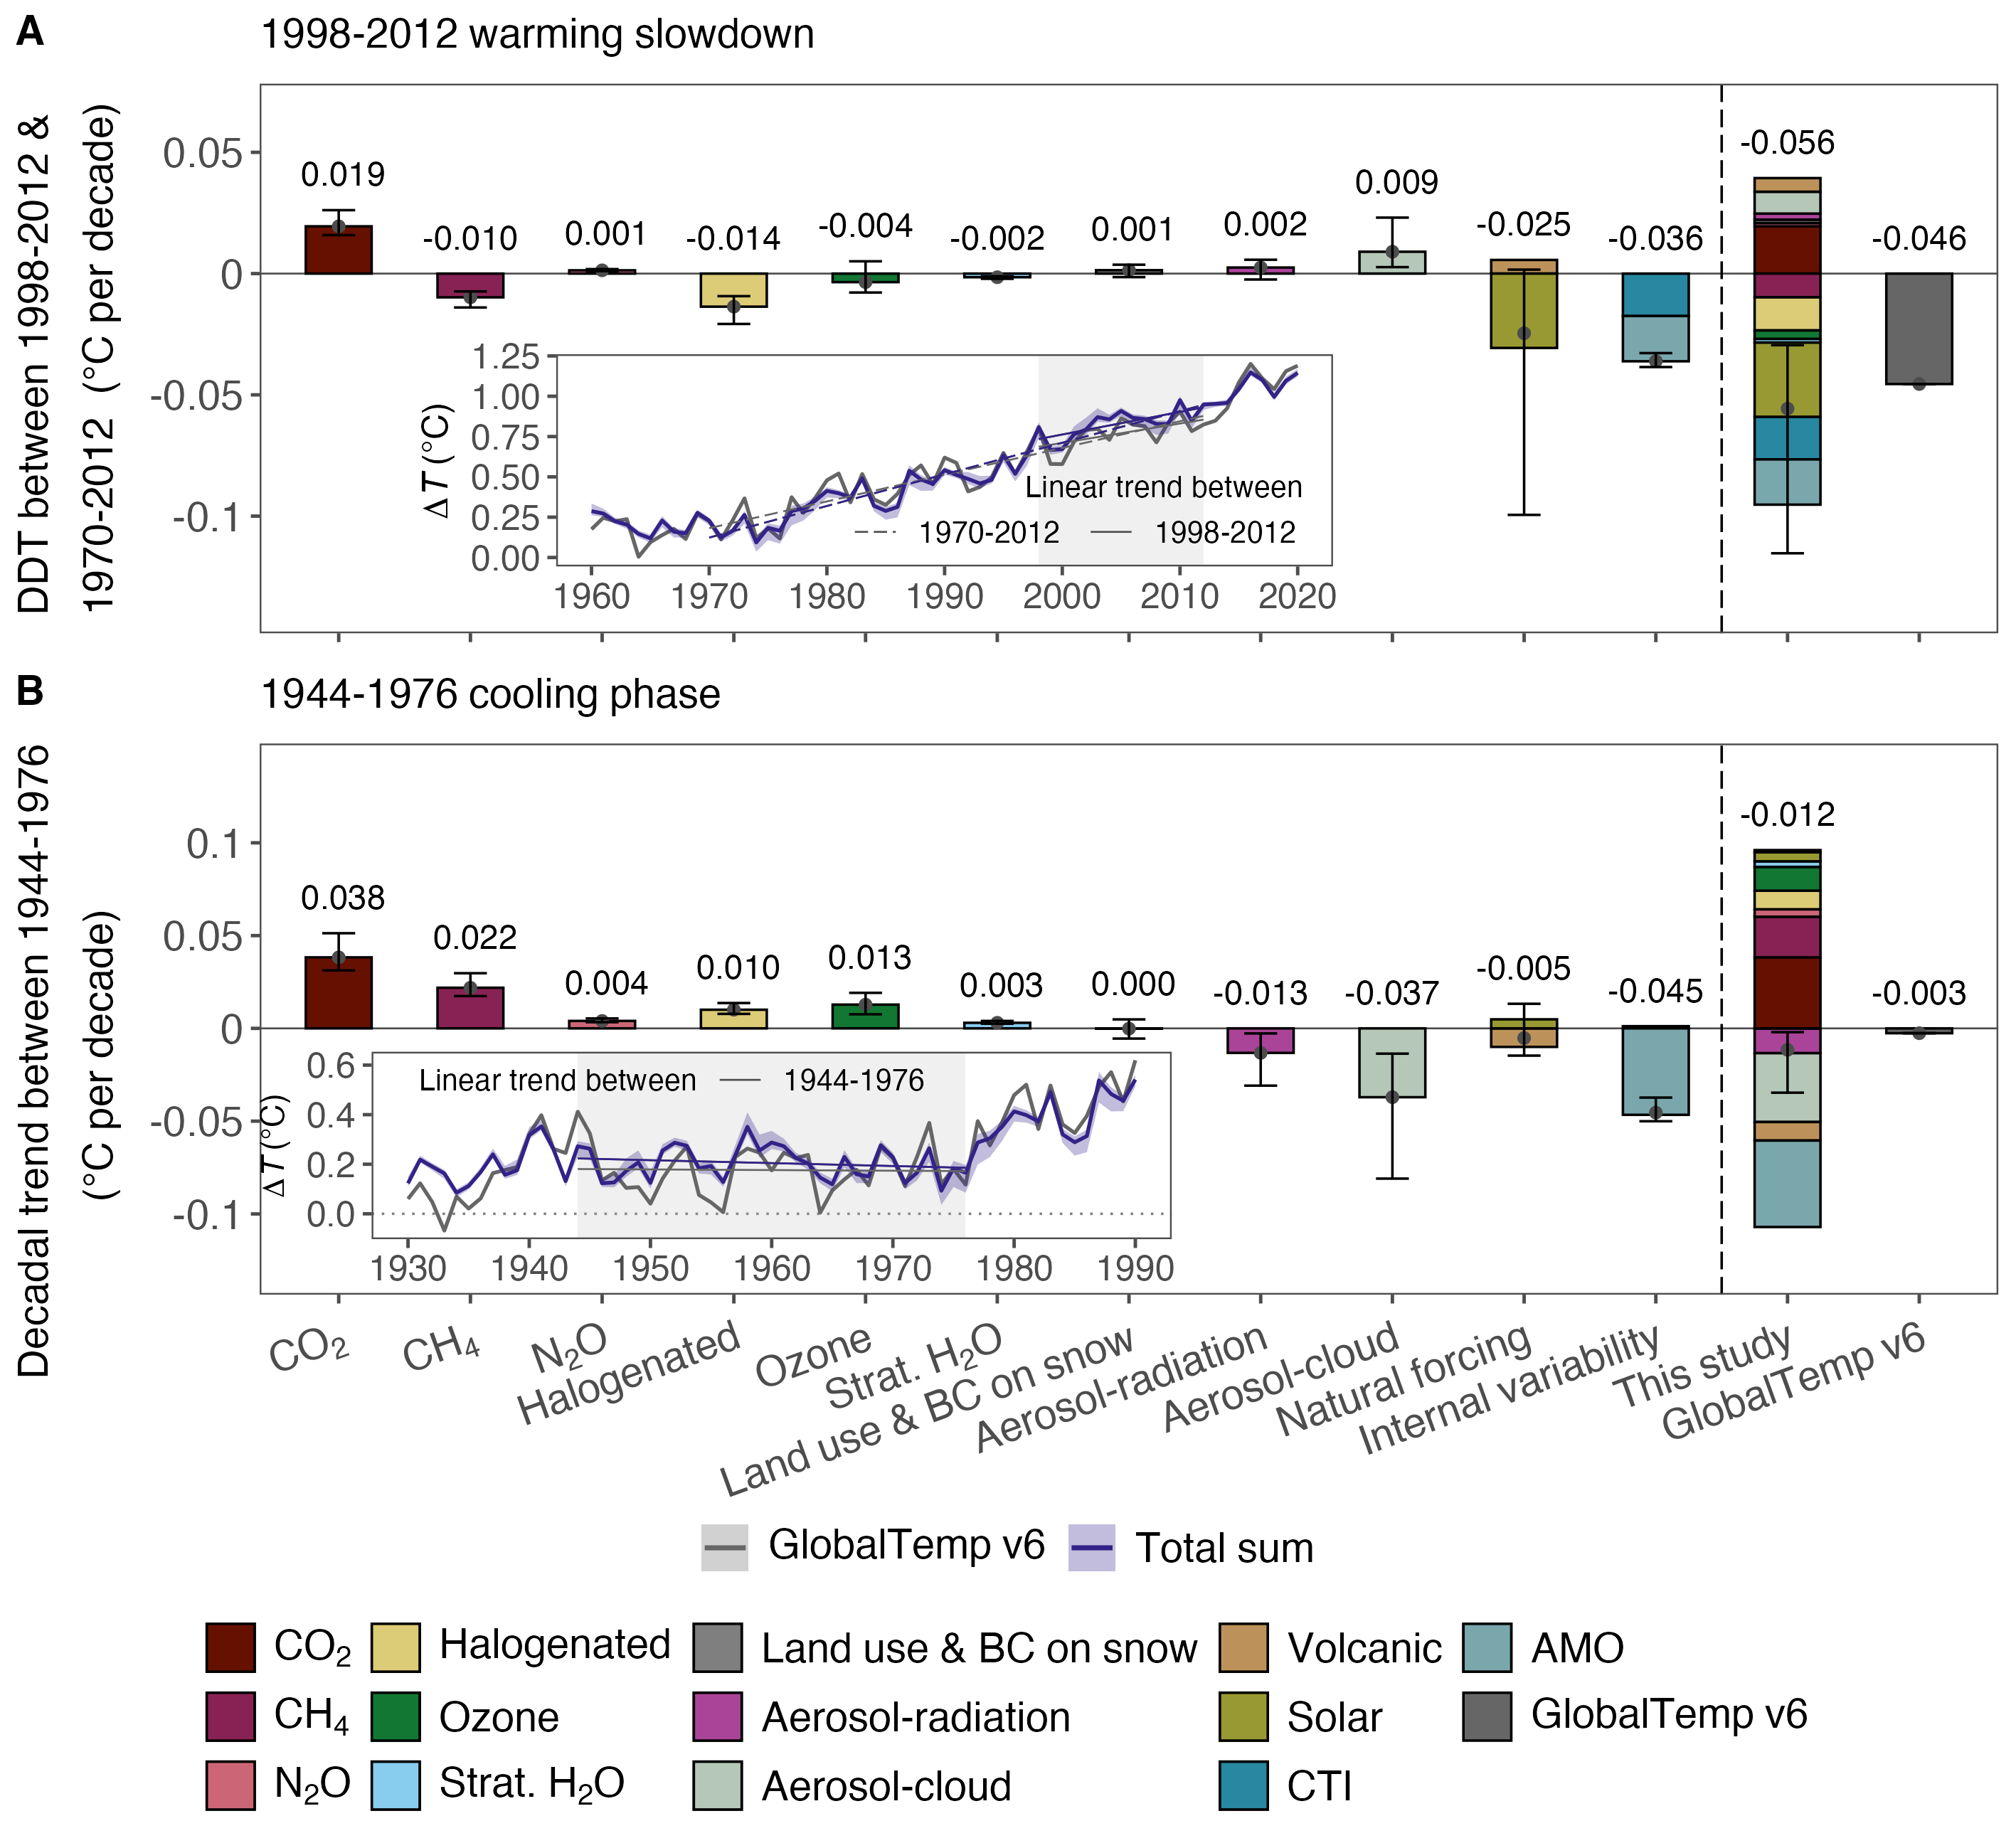 A
1998-2012 warming slowdown
DDT between 1998-2012 &
1970-2012 (°C per decade)
0.05
0
-0.05
-0.1
0.019
-0.010
0.001
-0.014
-0.004
-0.002
0.001
0.002
0.009
-0.025
-0.036
-0.056
-0.046
ΔT (°C)
1.25
1.00
0.75
0.50
0.25
0.00
Linear trend between
1970-2012
1998-2012
1960
1970
1980
1990
2000
2010
2020
B
1944-1976 cooling phase
Decadal trend between 1944-1976
(°C per decade)
0.1
0.05
0
-0.05
-0.1
0.038
0.022
0.004
0.010
0.013
0.003
0.000
-0.013
-0.037
-0.005
-0.045
-0.012
-0.003
ΔT (°C)
0.6
0.4
0.2
0.0
Linear trend between
1944-1976
1930
1940
1950
1960
1970
1980
1990
CO₂
CH₄
N₂O
Halogenated
Ozone
Strat. H₂O
Land use & BC on snow
Aerosol-radiation
Aerosol-cloud
Natural forcing
Internal variability
This study
GlobalTemp v6
GlobalTemp v6
Total sum
CO₂
Halogenated
Land use & BC on snow
Volcanic
AMO
CH₄
Ozone
Aerosol-radiation
Solar
GlobalTemp v6
N₂O
Strat. H₂O
Aerosol-cloud
CTI